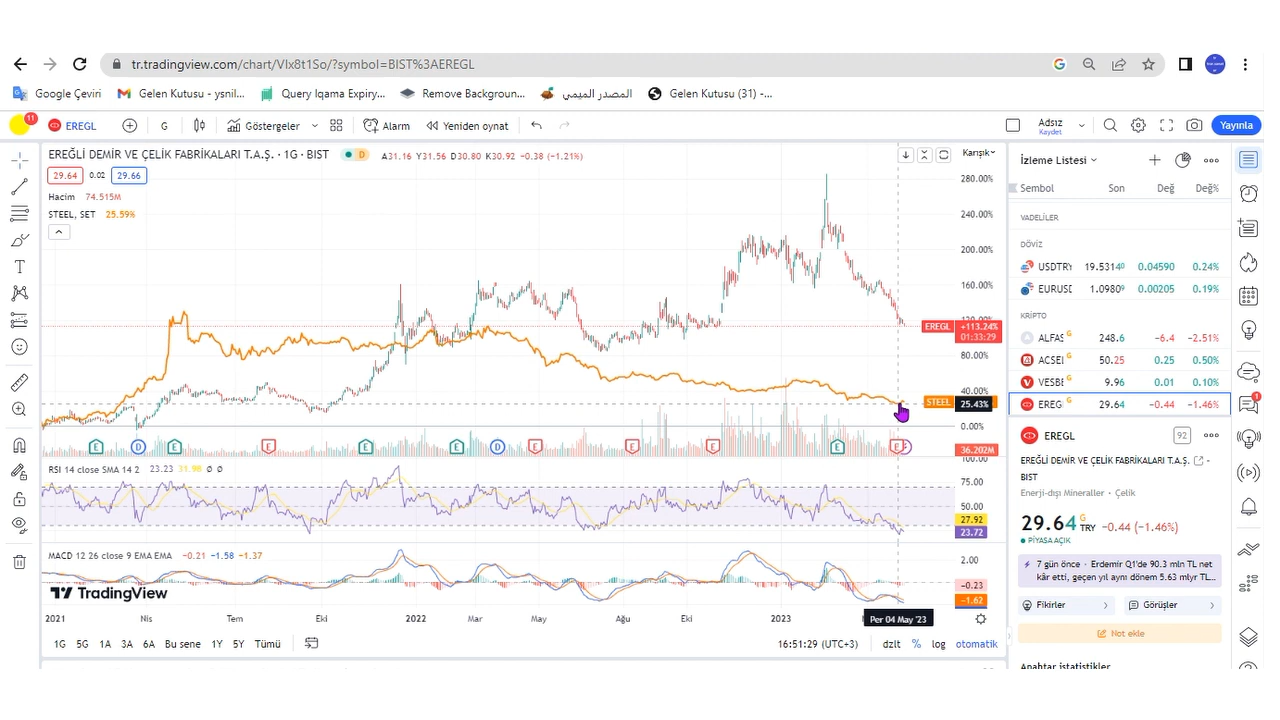 tr.tradingview.com/chart/VIx8t1So/?symbol=BIST%3AEREGL
Google Çeviri
Gelen Kutusu - ysnil...
Query Iqama Expiry...
Remove Backgroun...
المصدر الميمي
Gelen Kutusu (31) -...
11
EREGL
G
Göstergeler
Alarm
Yeniden oynat
Adsız
Kaydet
Yayınla
EREĞLİ DEMİR VE ÇELİK FABRİKALARI T.A.Ş. · 1G · BIST
D
A31.16 Y31.56 D30.80 K30.92 −0.38 (−1.21%)
Karışık
29.64 0.02 29.66
Hacim 74.515M
STEEL, SET 25.59%
280.00%
240.00%
200.00%
160.00%
120.00%
80.00%
40.00%
0.00%
EREGL +113.24%
01:33:29
STEEL 25.43%
36.202M
E D E E E E D E E E E E
RSI 14 close SMA 14 2 23.23 31.98 Ø Ø
100.00
75.00
50.00
27.92
23.72
MACD 12 26 close 9 EMA EMA −0.21 −1.58 −1.37
2.00
−0.23
−1.62
TradingView
2021 Nis Tem Eki 2022 Mar May Ağu Eki 2023 Per 04 May '23
1G 5G 1A 3A 6A Bu sene 1Y 5Y Tümü
16:51:29 (UTC+3) dzlt % log otomatik
İzleme Listesi
Sembol Son Değ Değ%
VADELİLER
DÖVİZ
USDTRY 19.5314⁰ 0.04590 0.24%
EURUSD 1.0980⁹ 0.00205 0.19%
KRİPTO
ALFAS G 248.6 −6.4 −2.51%
ACSEL G 50.25 0.25 0.50%
VESBE G 9.96 0.01 0.10%
EREG G 29.64 −0.44 −1.46%
EREGL
92
EREĞLİ DEMİR VE ÇELİK FABRİKALARI T.A.Ş. ·
BIST
Enerji-dışı Mineraller · Çelik
29.64 G TRY −0.44 (−1.46%)
PİYASA AÇIK
7 gün önce · Erdemir Q1'de 90.3 mln TL net
kâr etti, geçen yıl aynı dönem 5.63 mlyr TL...
Fikirler
Görüşler
Not ekle
Anahtar istatistikler
1